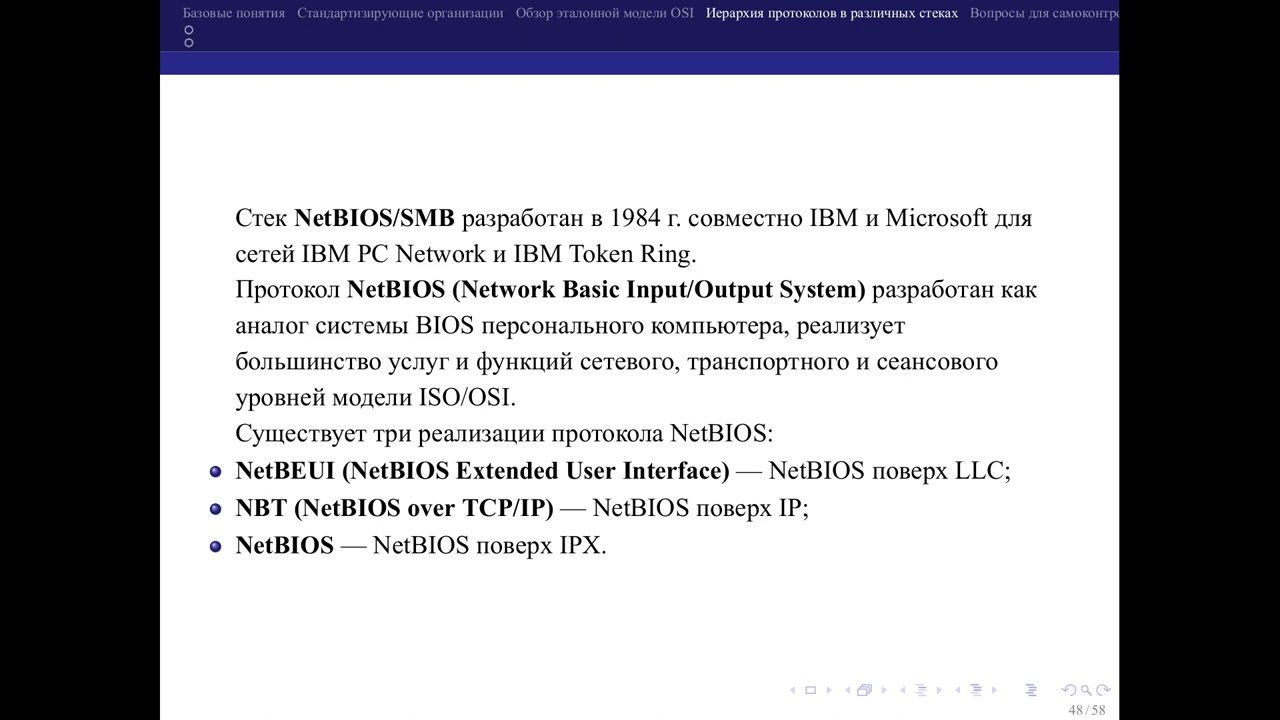 Базовые понятия Стандартизирующие организации Обзор эталонной модели OSI Иерархия протоколов в различных стеках Вопросы для
Стек NetBIOS/SMB разработан в 1984 г. совместно IBM и Microsoft для
сетей IBM PC Network и IBM Token Ring.
Протокол NetBIOS (Network Basic Input/Output System) разработан как
аналог системы BIOS персонального компьютера, реализует
большинство услуг и функций сетевого, транспортного и сеансового
уровней модели ISO/OSI.
Существует три реализации протокола NetBIOS:
NetBEUI (NetBIOS Extended User Interface) — NetBIOS поверх LLC;
NBT (NetBIOS over TCP/IP) — NetBIOS поверх IP;
NetBIOS — NetBIOS поверх IPX.
48 / 58